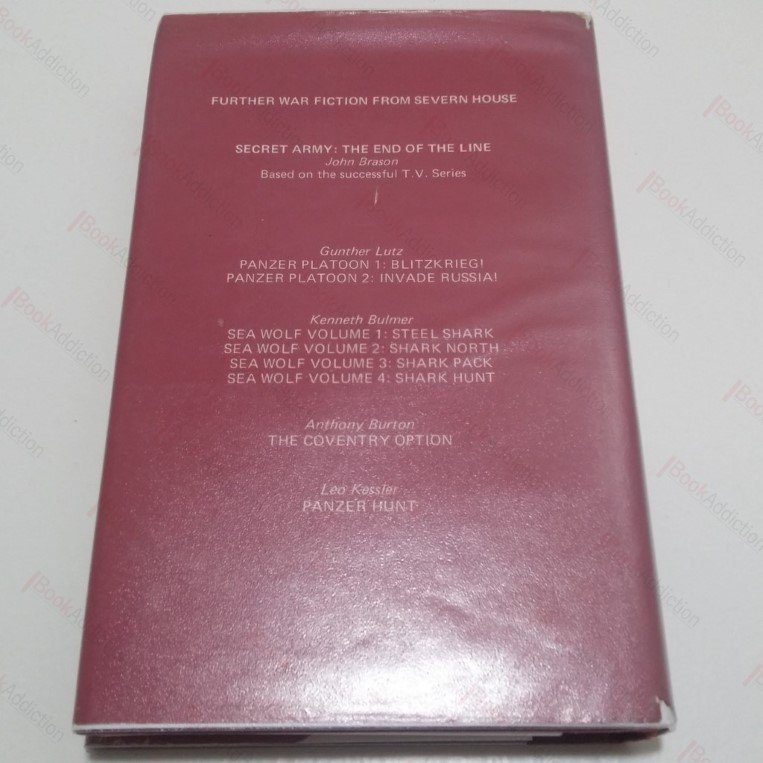 FURTHER WAR FICTION FROM SEVERN HOUSE
SECRET ARMY: THE END OF THE LINE
John Brason
Based on the successful T.V. Series
Gunther Lutz
PANZER PLATOON 1: BLITZKRIEG!
PANZER PLATOON 2: INVADE RUSSIA!
Kenneth Bulmer
SEA WOLF VOLUME 1: STEEL SHARK
SEA WOLF VOLUME 2: SHARK NORTH
SEA WOLF VOLUME 3: SHARK PACK
SEA WOLF VOLUME 4: SHARK HUNT
Anthony Burton
THE COVENTRY OPTION
Leo Kessler
PANZER HUNT
BookAddiction